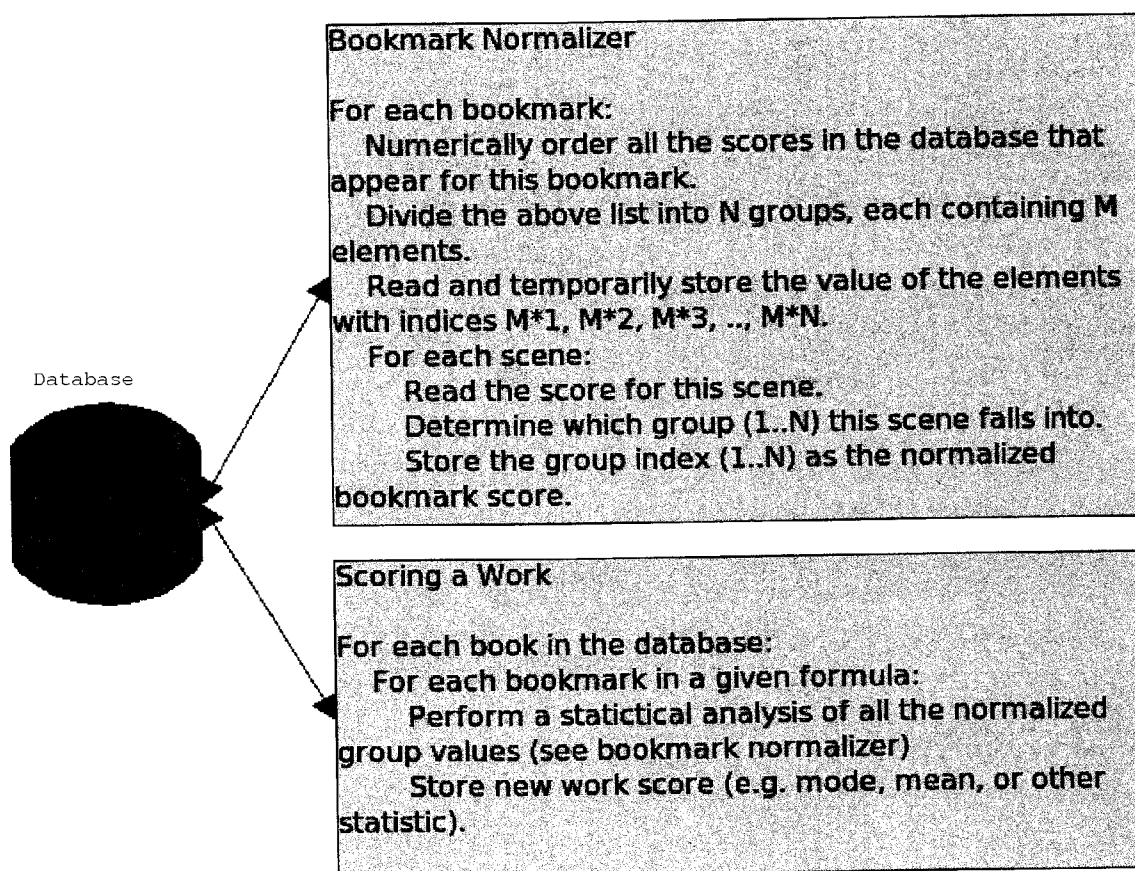 Bookmark Normalizer
For each bookmark:
Numerically order all the scores in the database that
appear for this bookmark.
Divide the above list into N groups, each containing M
elements.
Read and temporarily store the value of the elements
with indices M*1, M*2, M*3, .., M*N.
For each scene:
Read the score for this scene.
Determine which group (1..N) this scene falls into.
Store the group index (1..N) as the normalized
bookmark score.
Database
Scoring a Work
For each book in the database:
For each bookmark in a given formula:
Perform a statictical analysis of all the normalized
group values (see bookmark normalizer)
Store new work score (e.g. mode, mean, or other
statistic).